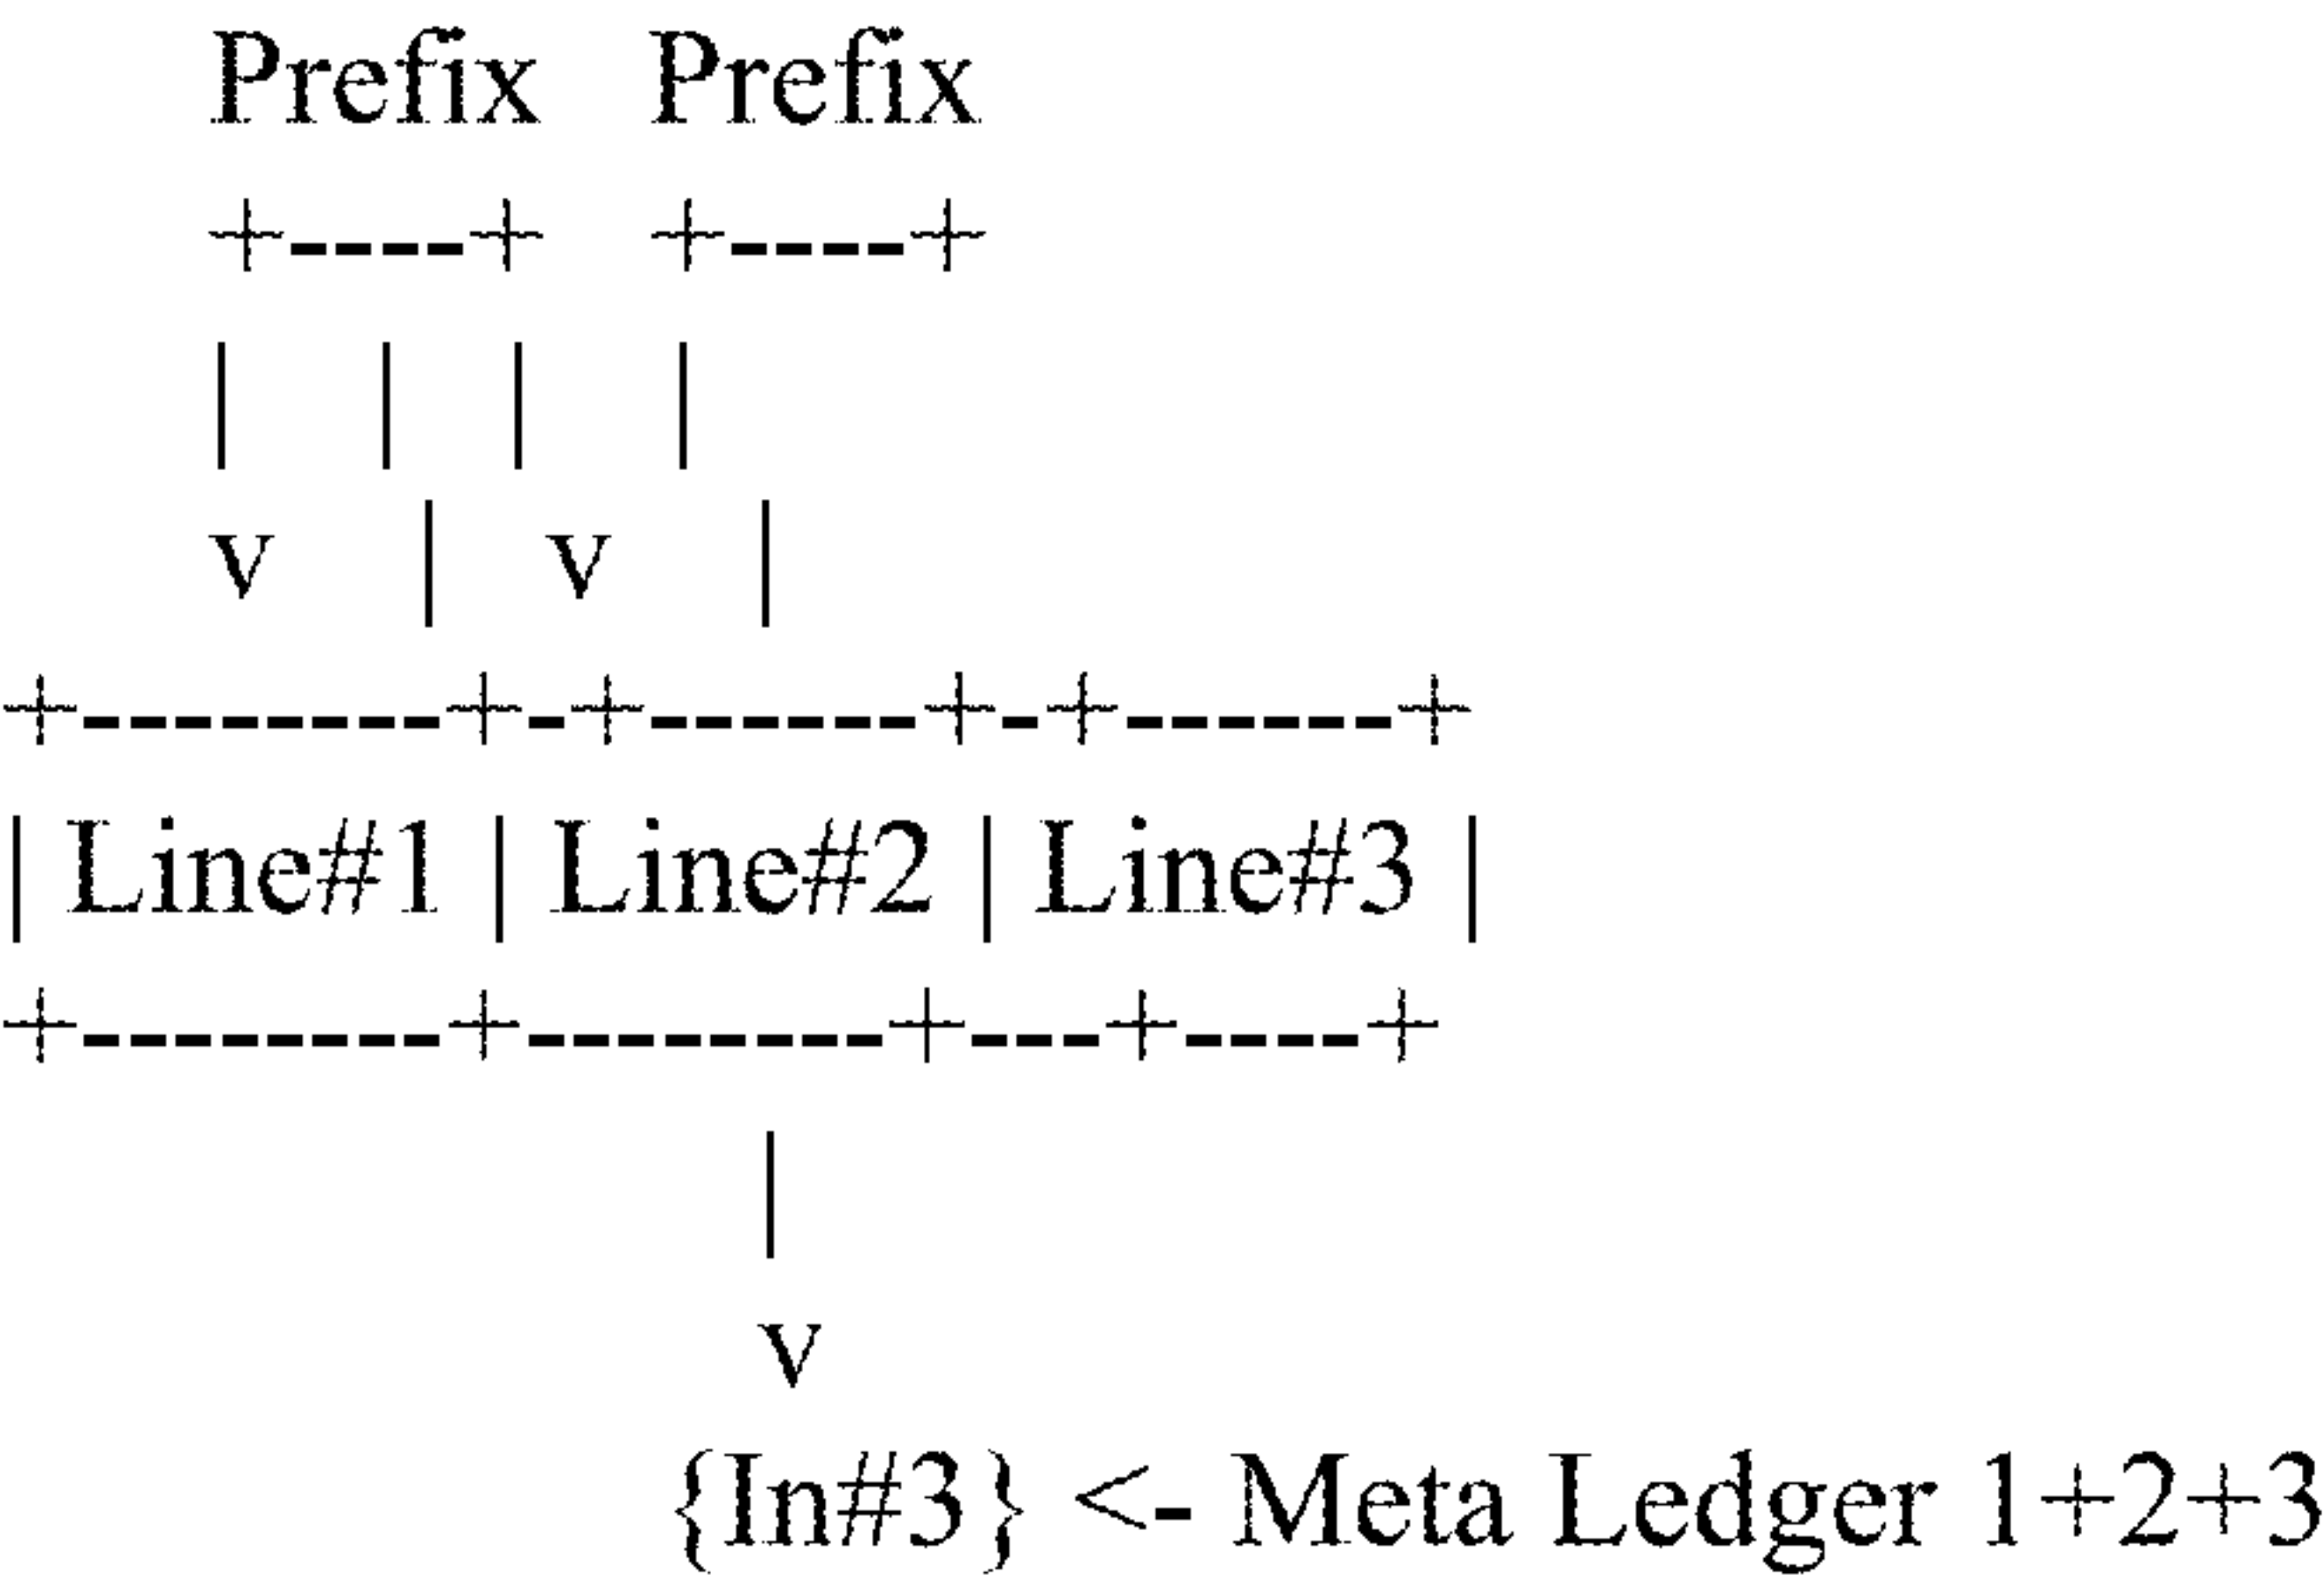 Prefix Prefix
+----+ +----+
| | | |
v | v |
+--------+-+------+-+------+
| Line#1 | Line#2 | Line#3 |
+--------+--------+---+----+
|
v
{In#3} <- Meta Ledger 1+2+3